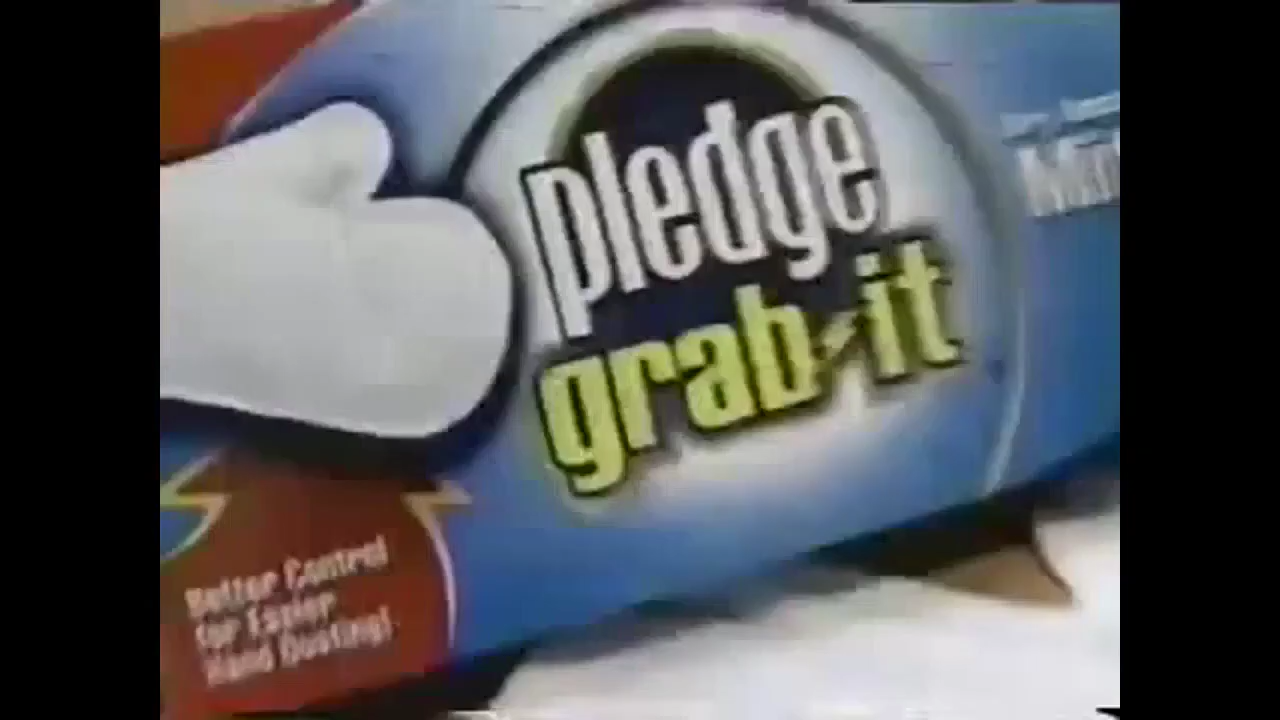 pledge
grab-it
Better Control
for Easier
Hand Dusting!